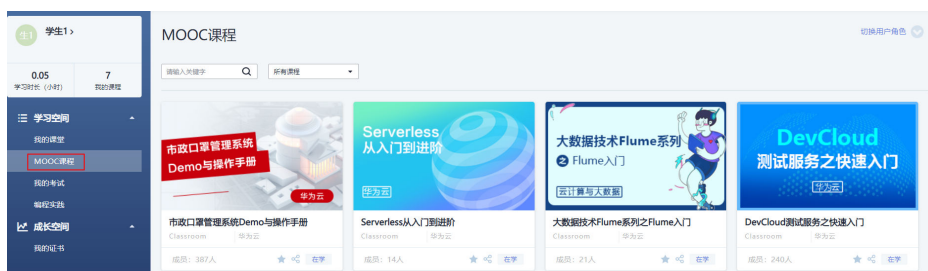 生1
学生1 >
0.05
学习时长（小时）
7
我的课程
学习空间
我的课堂
MOOC课程
我的考试
编程实践
成长空间
我的证书
MOOC课程
切换用户角色
请输入关键字
所有课程
市政口罩管理系统
Demo与操作手册
华为云
市政口罩管理系统Demo与操作手册
Classroom 华为云
成员：387人
在学
Serverless
从入门到进阶
华为云
Serverless从入门到进阶
Classroom 华为云
成员：14人
在学
大数据技术Flume系列
2 Flume入门
云计算与大数据
大数据技术Flume系列之Flume入门
Classroom 华为云
成员：21人
在学
DevCloud
测试服务之快速入门
华为云
DevCloud测试服务之快速入门
Classroom 华为云
成员：240人
在学